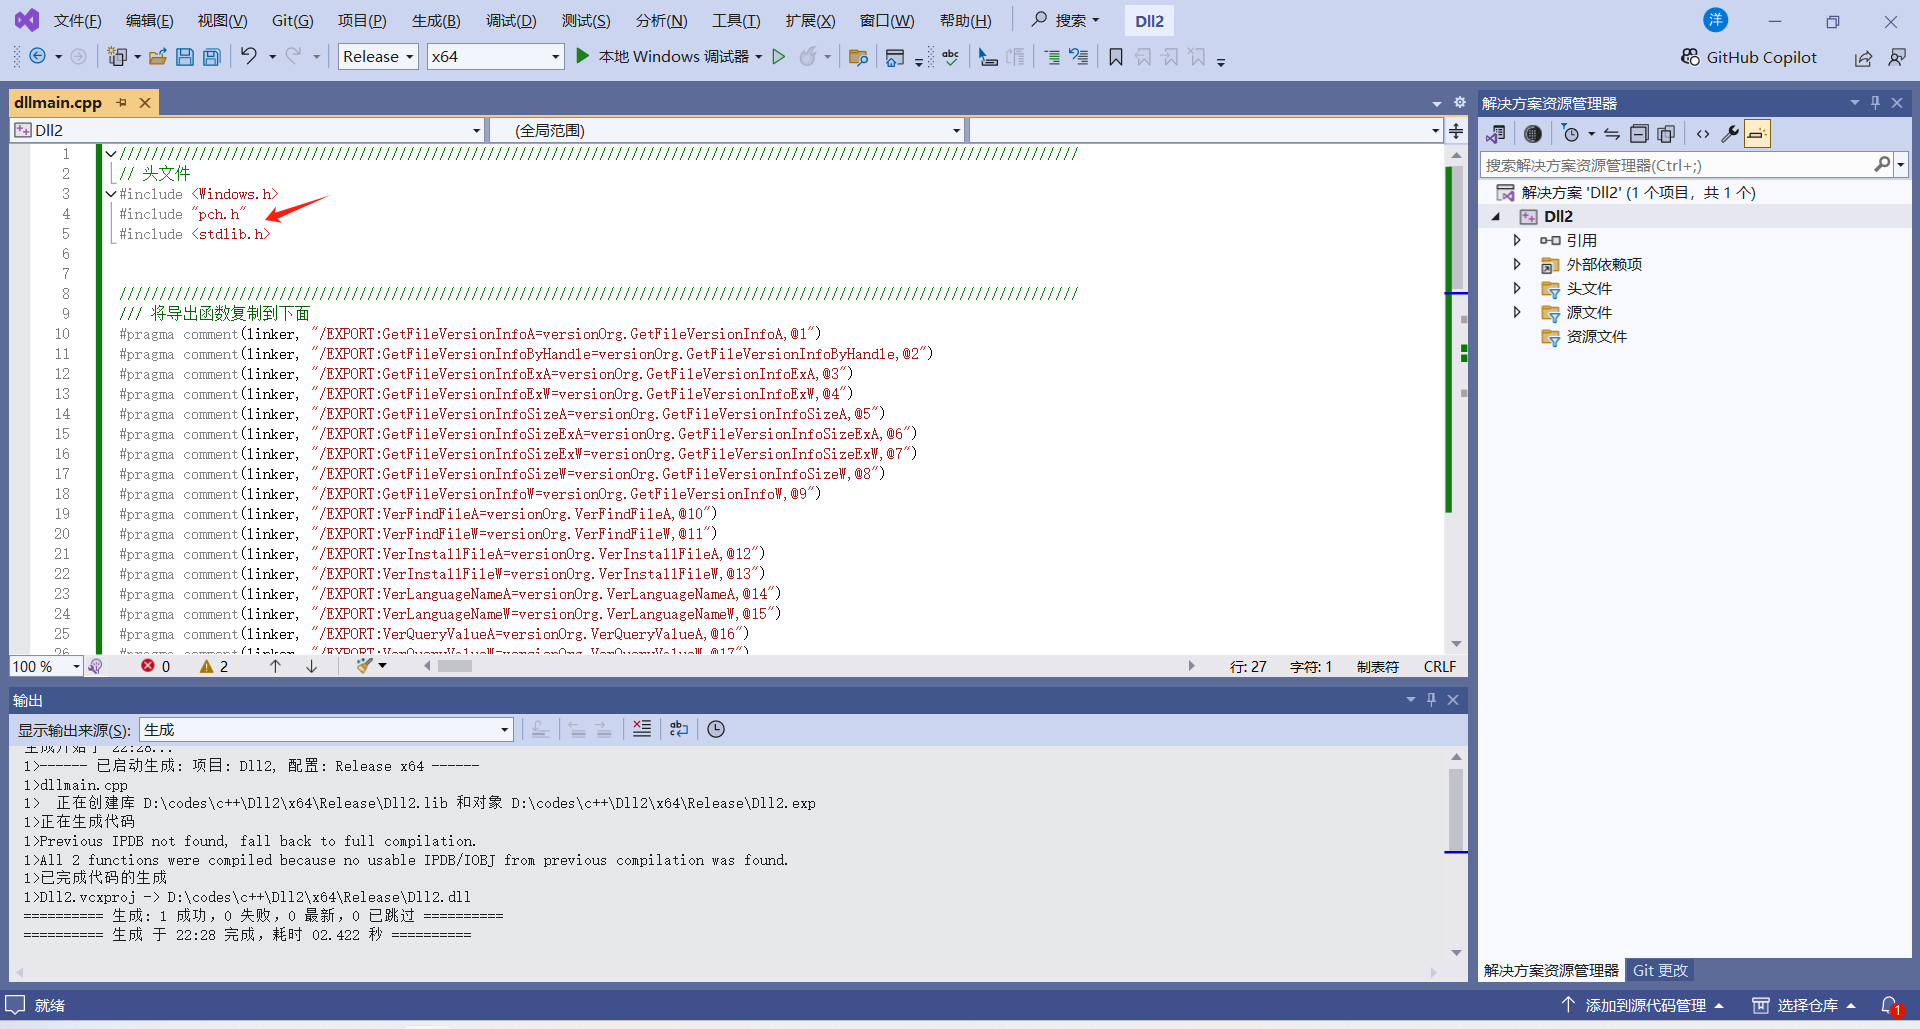 文件(F) 编辑(E) 视图(V) Git(G) 项目(P) 生成(B) 调试(D) 测试(S) 分析(N) 工具(T) 扩展(X) 窗口(W) 帮助(H) 搜索 Dll2 洋
Release x64 本地 Windows 调试器 GitHub Copilot
dllmain.cpp
Dll2 (全局范围)
1 ////////////////////////////////////////////////////////////////////////////////////////////////////////////////////////
2 // 头文件
3 #include <Windows.h>
4 #include "pch.h"
5 #include <stdlib.h>
6
7
8 ////////////////////////////////////////////////////////////////////////////////////////////////////////////////////////
9 /// 将导出函数复制到下面
10 #pragma comment(linker, "/EXPORT:GetFileVersionInfoA=versionOrg.GetFileVersionInfoA,@1")
11 #pragma comment(linker, "/EXPORT:GetFileVersionInfoByHandle=versionOrg.GetFileVersionInfoByHandle,@2")
12 #pragma comment(linker, "/EXPORT:GetFileVersionInfoExA=versionOrg.GetFileVersionInfoExA,@3")
13 #pragma comment(linker, "/EXPORT:GetFileVersionInfoExW=versionOrg.GetFileVersionInfoExW,@4")
14 #pragma comment(linker, "/EXPORT:GetFileVersionInfoSizeA=versionOrg.GetFileVersionInfoSizeA,@5")
15 #pragma comment(linker, "/EXPORT:GetFileVersionInfoSizeExA=versionOrg.GetFileVersionInfoSizeExA,@6")
16 #pragma comment(linker, "/EXPORT:GetFileVersionInfoSizeExW=versionOrg.GetFileVersionInfoSizeExW,@7")
17 #pragma comment(linker, "/EXPORT:GetFileVersionInfoSizeW=versionOrg.GetFileVersionInfoSizeW,@8")
18 #pragma comment(linker, "/EXPORT:GetFileVersionInfoW=versionOrg.GetFileVersionInfoW,@9")
19 #pragma comment(linker, "/EXPORT:VerFindFileA=versionOrg.VerFindFileA,@10")
20 #pragma comment(linker, "/EXPORT:VerFindFileW=versionOrg.VerFindFileW,@11")
21 #pragma comment(linker, "/EXPORT:VerInstallFileA=versionOrg.VerInstallFileA,@12")
22 #pragma comment(linker, "/EXPORT:VerInstallFileW=versionOrg.VerInstallFileW,@13")
23 #pragma comment(linker, "/EXPORT:VerLanguageNameA=versionOrg.VerLanguageNameA,@14")
24 #pragma comment(linker, "/EXPORT:VerLanguageNameW=versionOrg.VerLanguageNameW,@15")
25 #pragma comment(linker, "/EXPORT:VerQueryValueA=versionOrg.VerQueryValueA,@16")
26 #pragma comment(linker, "/EXPORT:VerQueryValueW=versionOrg.VerQueryValueW,@17")
100 % 0 2 行: 27 字符: 1 制表符 CRLF
输出
显示输出来源(S): 生成
生成开始于 22:28...
1>------ 已启动生成: 项目: Dll2, 配置: Release x64 ------
1>dllmain.cpp
1> 正在创建库 D:\codes\c++\Dll2\x64\Release\Dll2.lib 和对象 D:\codes\c++\Dll2\x64\Release\Dll2.exp
1>正在生成代码
1>Previous IPDB not found, fall back to full compilation.
1>All 2 functions were compiled because no usable IPDB/IOBJ from previous compilation was found.
1>已完成代码的生成
1>Dll2.vcxproj -> D:\codes\c++\Dll2\x64\Release\Dll2.dll
========== 生成: 1 成功，0 失败，0 最新，0 已跳过 ==========
========== 生成 于 22:28 完成，耗时 02.422 秒 ==========
解决方案资源管理器
搜索解决方案资源管理器(Ctrl+;)
解决方案 'Dll2' (1 个项目，共 1 个)
Dll2
引用
外部依赖项
头文件
源文件
资源文件
解决方案资源管理器 Git 更改
就绪 添加到源代码管理 选择仓库 1